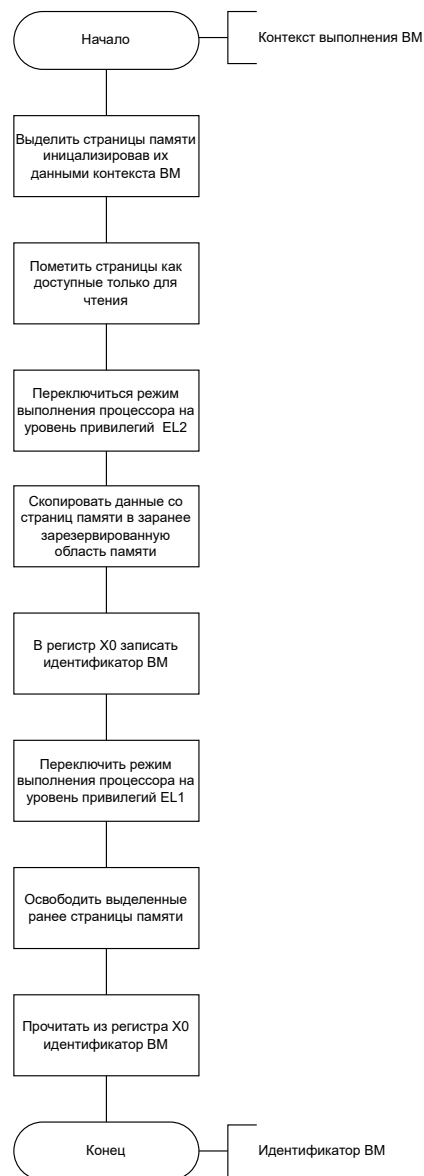 Начало
Контекст выполнения ВМ
Выделить страницы памяти
инициализировав их
данными контекста ВМ
Пометить страницы как
доступные только для
чтения
Переключиться режим
выполнения процессора на
уровень привилегий EL2
Скопировать данные со
страниц памяти в заранее
зарезервированную
область памяти
В регистр X0 записать
идентификатор ВМ
Переключить режим
выполнения процессора на
уровень привилегий EL1
Освободить выделенные
ранее страницы памяти
Прочитать из регистра X0
идентификатор ВМ
Конец
Идентификатор ВМ